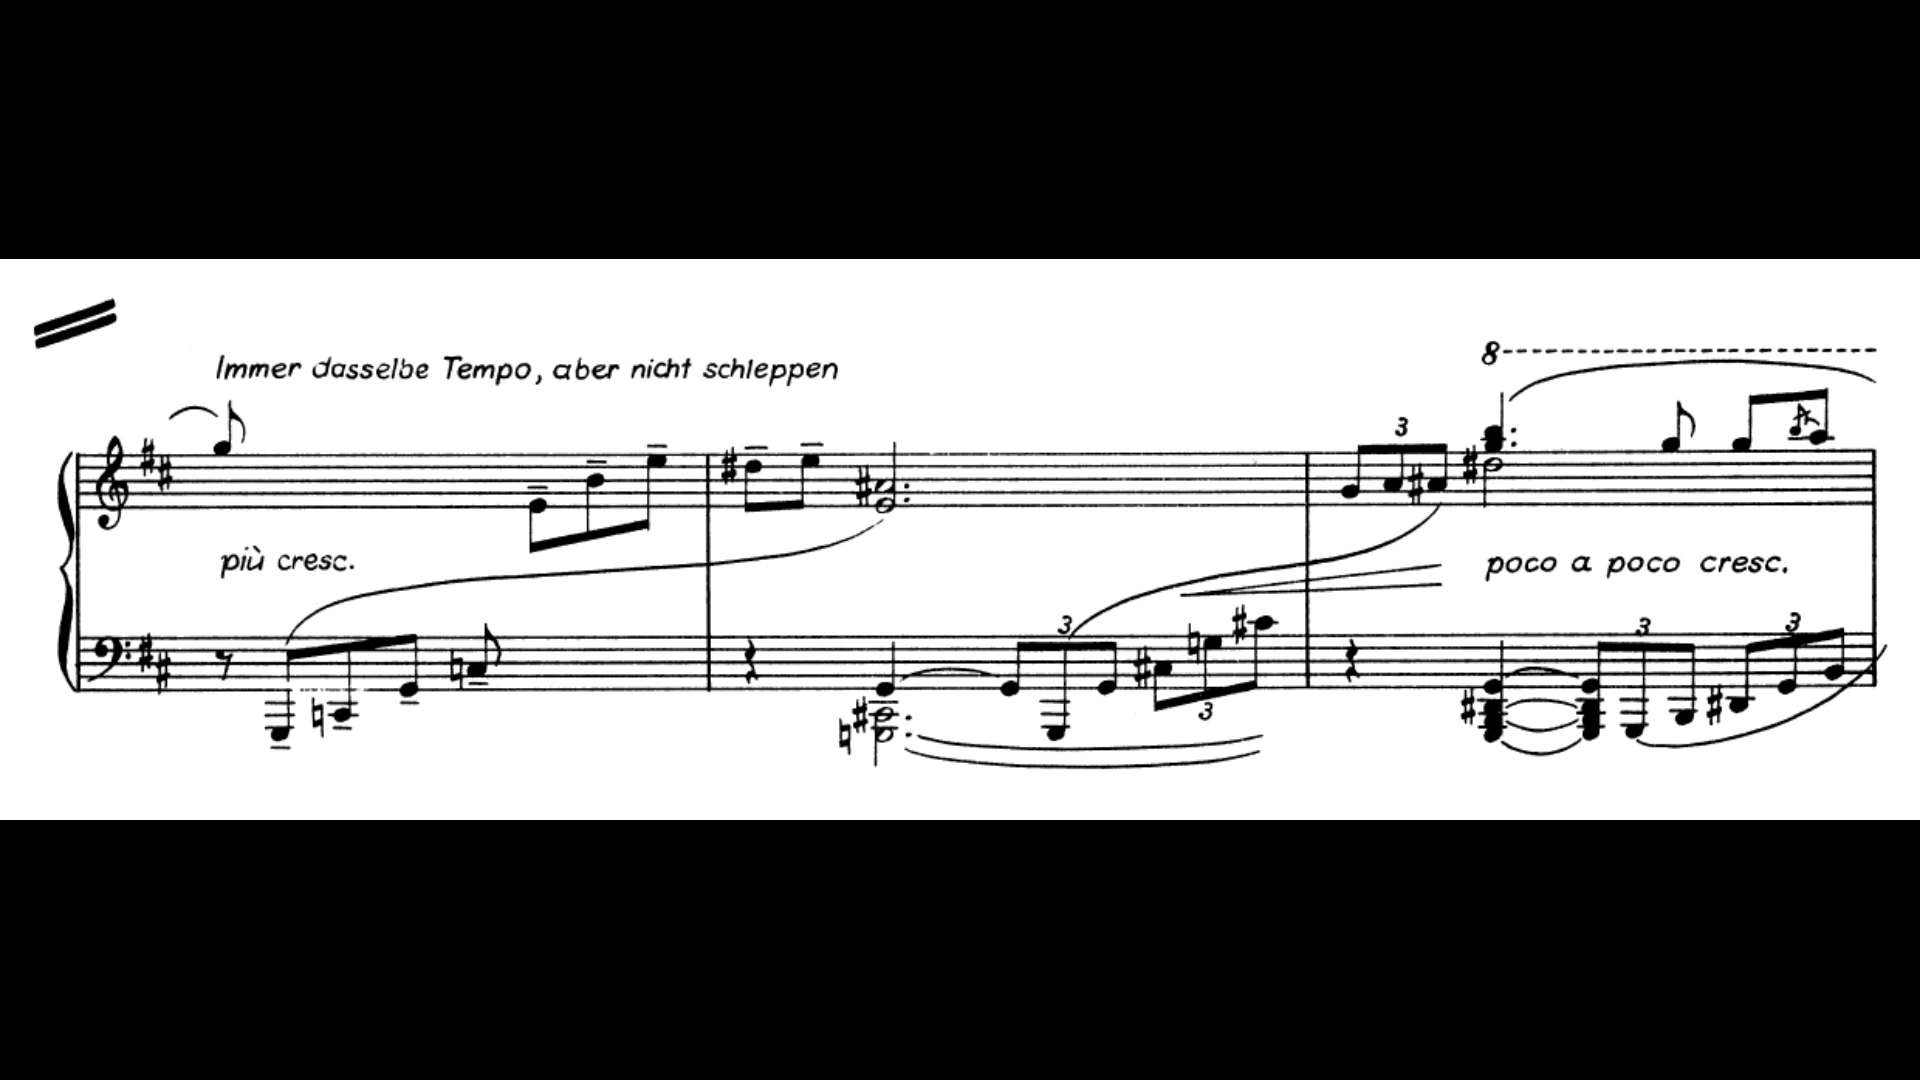 Immer dasselbe Tempo, aber nicht schleppen
8
3
più cresc.
poco a poco cresc.
3
3
3
3